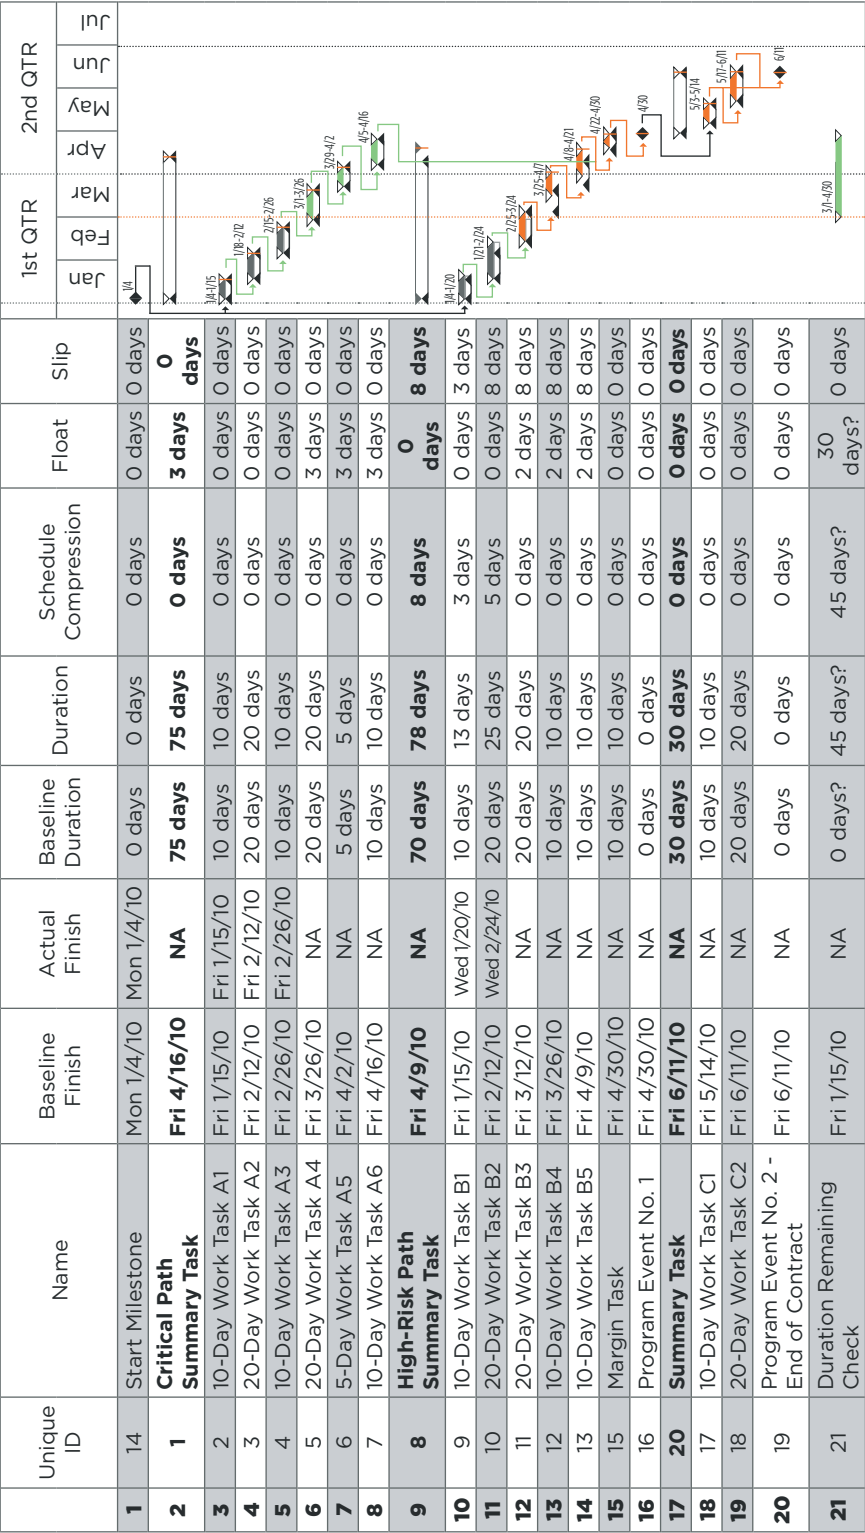 Unique ID Name Baseline Finish Actual Finish Baseline Duration Duration Schedule Compression Float Slip 1st QTR 2nd QTR
Jan Feb Mar Apr May Jun Jul
1 14 Start Milestone Mon 1/4/10 Mon 1/4/10 0 days 0 days 0 days 0 days 0 days 1/4
2 1 Critical Path Summary Task Fri 4/16/10 NA 75 days 75 days 0 days 3 days 0 days
3 2 10-Day Work Task A1 Fri 1/15/10 Fri 1/15/10 10 days 10 days 0 days 0 days 0 days 1/4-1/15
4 3 20-Day Work Task A2 Fri 2/12/10 Fri 2/12/10 20 days 20 days 0 days 0 days 0 days 1/18-2/12
5 4 10-Day Work Task A3 Fri 2/26/10 Fri 2/26/10 10 days 10 days 0 days 0 days 0 days 2/15-2/26
6 5 20-Day Work Task A4 Fri 3/26/10 NA 20 days 20 days 0 days 3 days 0 days 3/1-3/26
7 6 5-Day Work Task A5 Fri 4/2/10 NA 5 days 5 days 0 days 3 days 0 days 3/29-4/2
8 7 10-Day Work Task A6 Fri 4/16/10 NA 10 days 10 days 0 days 3 days 0 days 4/5-4/16
9 8 High-Risk Path Summary Task Fri 4/9/10 NA 70 days 78 days 8 days 0 days 8 days
10 9 10-Day Work Task B1 Fri 1/15/10 Wed 1/20/10 10 days 13 days 3 days 0 days 3 days 1/4-1/20
11 10 20-Day Work Task B2 Fri 2/12/10 Wed 2/24/10 20 days 25 days 5 days 0 days 8 days 1/21-2/24
12 11 20-Day Work Task B3 Fri 3/12/10 NA 20 days 20 days 0 days 2 days 8 days 2/25-3/24
13 12 10-Day Work Task B4 Fri 3/26/10 NA 10 days 10 days 0 days 2 days 8 days 3/25-4/7
14 13 10-Day Work Task B5 Fri 4/9/10 NA 10 days 10 days 0 days 2 days 8 days 4/8-4/21
15 15 Margin Task Fri 4/30/10 NA 10 days 10 days 0 days 0 days 0 days 4/22-4/30
16 16 Program Event No. 1 Fri 4/30/10 NA 0 days 0 days 0 days 0 days 0 days 4/30
17 20 Summary Task Fri 6/11/10 NA 30 days 30 days 0 days 0 days 0 days
18 17 10-Day Work Task C1 Fri 5/14/10 NA 10 days 10 days 0 days 0 days 0 days 5/3-5/14
19 18 20-Day Work Task C2 Fri 6/11/10 NA 20 days 20 days 0 days 0 days 0 days 5/17-6/11
20 19 Program Event No. 2 - End of Contract Fri 6/11/10 NA 0 days 0 days 0 days 0 days 0 days 6/11
21 21 Duration Remaining Check Fri 1/15/10 NA 0 days? 45 days? 45 days? 30 days? 0 days 3/1-4/30